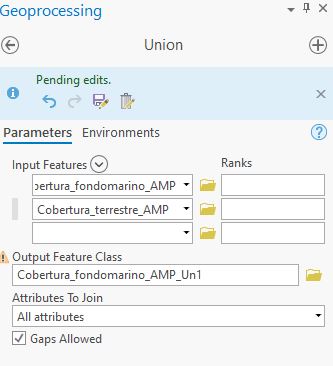 Geoprocessing
Union
Pending edits.
Parameters Environments
Input Features Ranks
bertura_fondomarino_AMP
Cobertura_terrestre_AMP
Output Feature Class
Cobertura_fondomarino_AMP_Un1
Attributes To Join
All attributes
Gaps Allowed